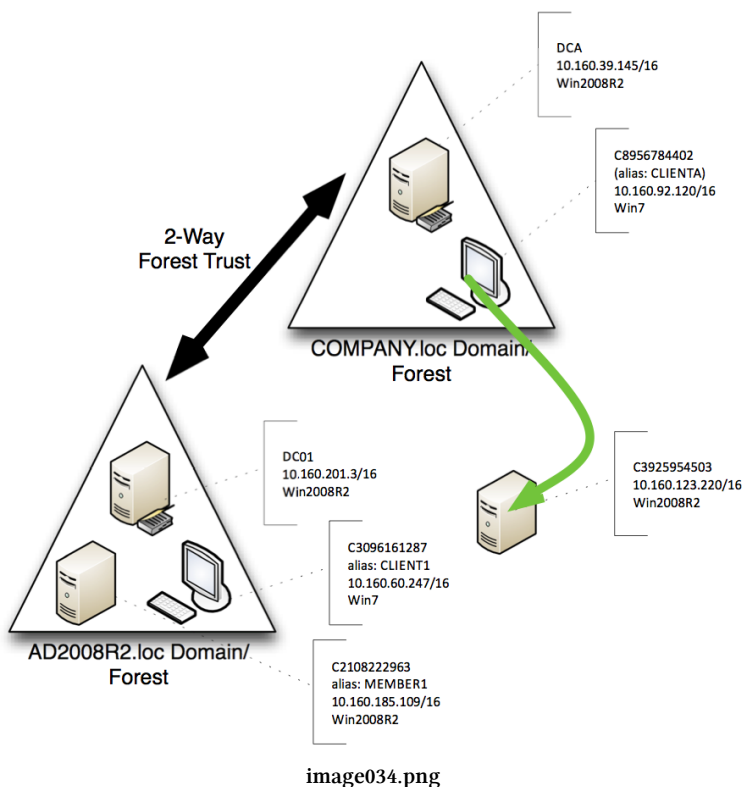 DCA
10.160.39.145/16
Win2008R2
C8956784402
(alias: CLIENTA)
10.160.92.120/16
Win7
2-Way
Forest Trust
COMPANY.loc Domain/
Forest
DC01
10.160.201.3/16
Win2008R2
C3925954503
10.160.123.220/16
Win2008R2
C3096161287
alias: CLIENT1
10.160.60.247/16
Win7
AD2008R2.loc Domain/
Forest
C2108222963
alias: MEMBER1
10.160.185.109/16
Win2008R2
image034.png